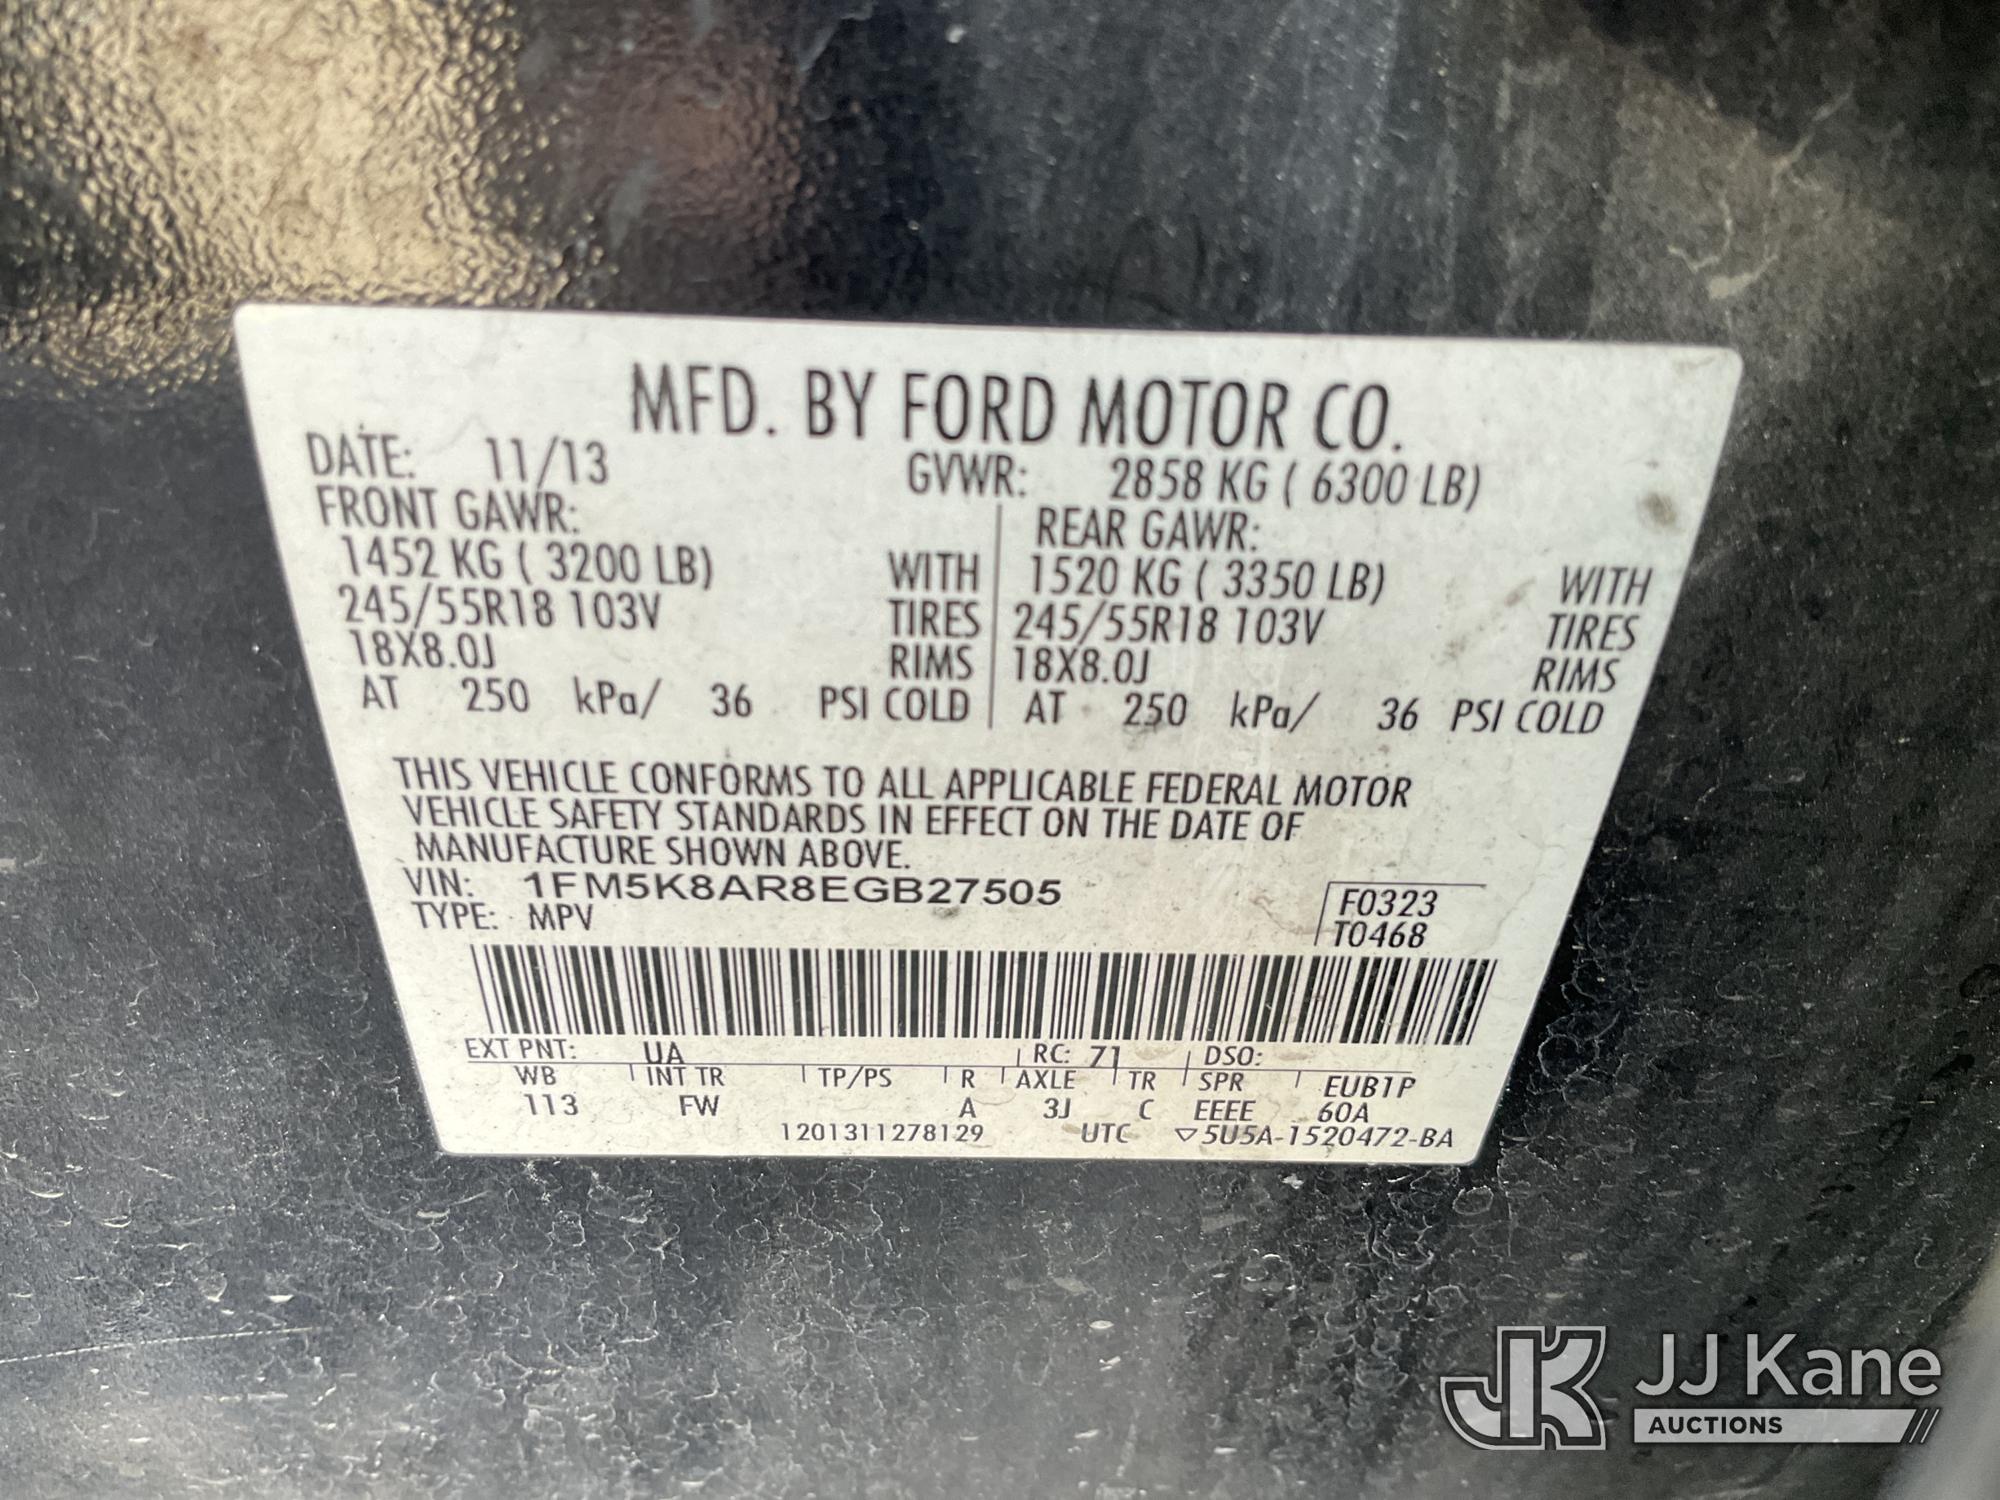 MFD. BY FORD MOTOR CO.
DATE: 11/13 GVWR: 2858 KG ( 6300 LB)
FRONT GAWR: REAR GAWR:
1452 KG ( 3200 LB) WITH 1520 KG ( 3350 LB) WITH
245/55R18 103V TIRES 245/55R18 103V TIRES
18X8.0J RIMS 18X8.0J RIMS
AT 250 kPa/ 36 PSI COLD AT 250 kPa/ 36 PSI COLD
THIS VEHICLE CONFORMS TO ALL APPLICABLE FEDERAL MOTOR
VEHICLE SAFETY STANDARDS IN EFFECT ON THE DATE OF
MANUFACTURE SHOWN ABOVE.
VIN: 1FM5K8AR8EGB27505 F0323
TYPE: MPV T0468
EXT PNT: UA RC: 71 DSO:
WB INT TR TP/PS R AXLE TR SPR EUB1P
113 FW A 3J C EEEE 60A
1201311278129 UTC ▽5U5A-1520472-BA
JK JJ Kane
AUCTIONS